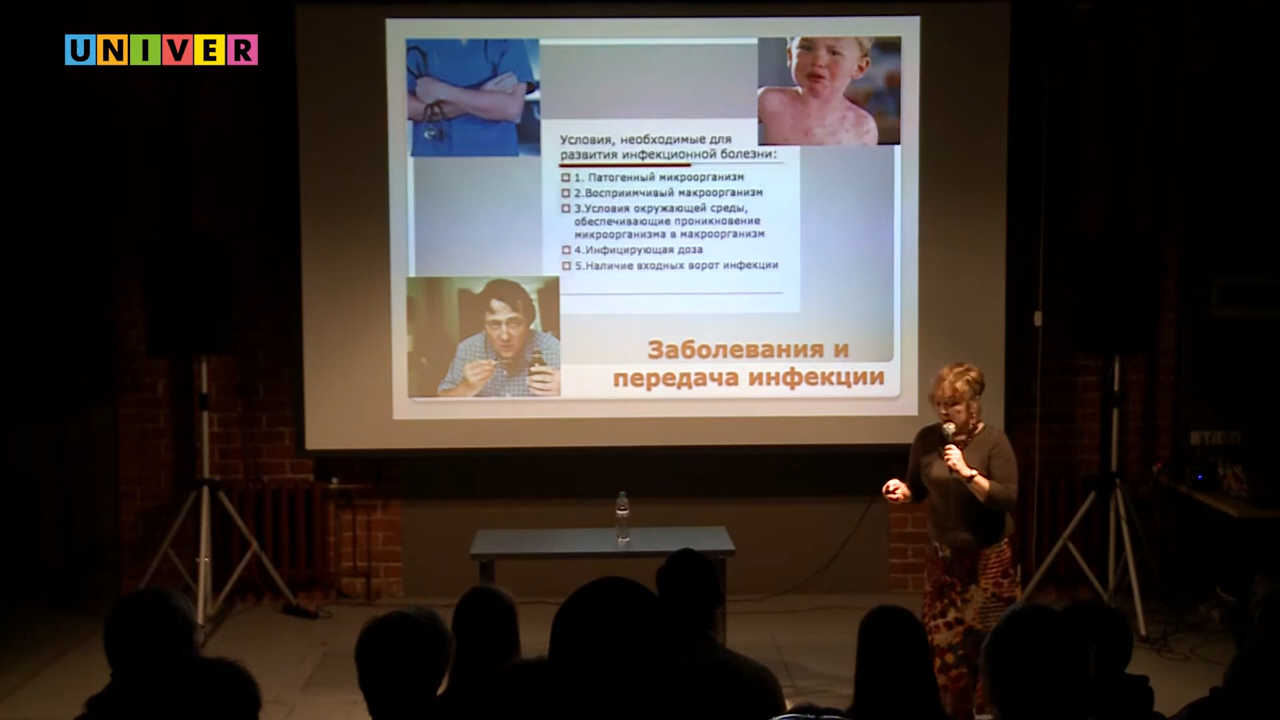 UNIVER
Условия, необходимые для
развития инфекционной болезни:
1. Патогенный микроорганизм
2.Восприимчивый макроорганизм
3.Условия окружающей среды,
обеспечивающие проникновение
микроорганизма в макроорганизм
4.Инфицирующая доза
5.Наличие входных ворот инфекции
Заболевания и
передача инфекции